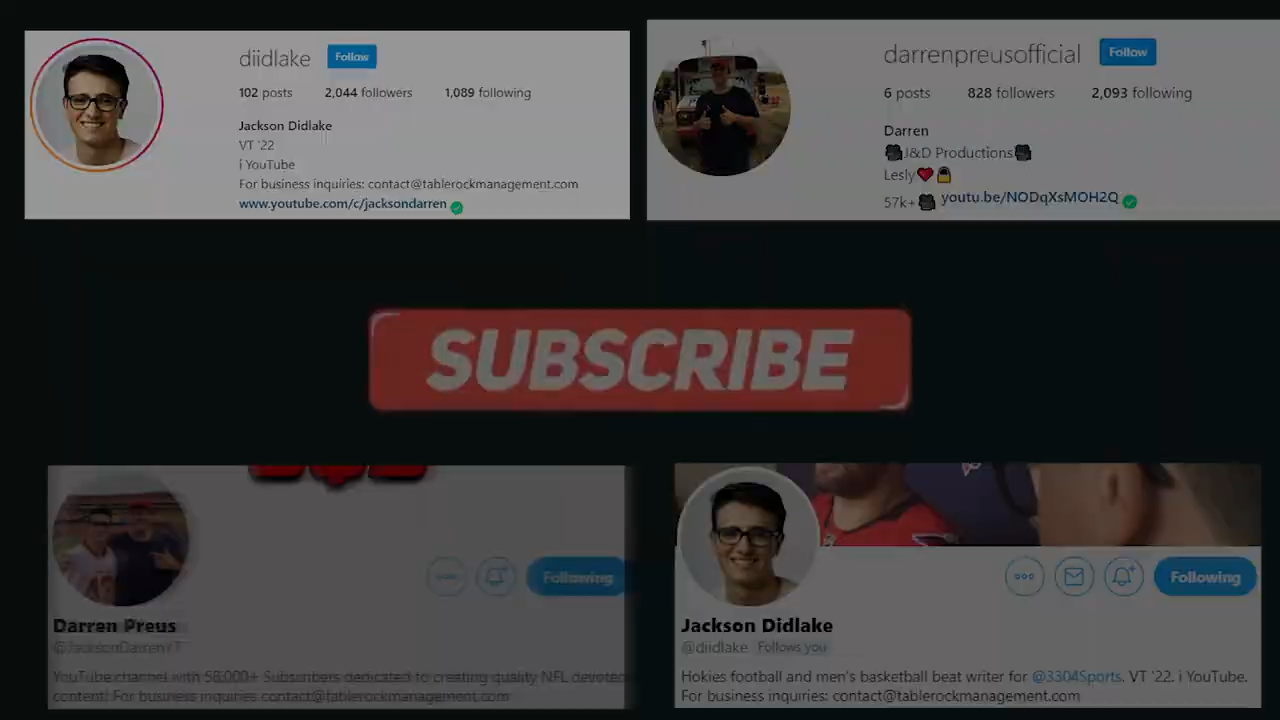 diidlake Follow
102 posts 2,044 followers 1,089 following
Jackson Didlake
VT '22
i YouTube
For business inquiries: contact@tablerockmanagement.com
www.youtube.com/c/jacksondarren
darrenpreusofficial Follow
6 posts 828 followers 2,093 following
Darren
J&D Productions
Lesly
57k+ youtu.be/NODqXsMOH2Q
SUBSCRIBE
Following
Darren Preus
@JacksonDarrenYT
YouTube channel with 58,000+ Subscribers dedicated to creating quality NFL devoted
content! For business inquiries contact@tablerockmanagement.com
Following
Jackson Didlake
@diidlake Follows you
Hokies football and men's basketball beat writer for @3304Sports. VT '22. i YouTube.
For business inquries: contact@tablerockmanagement.com